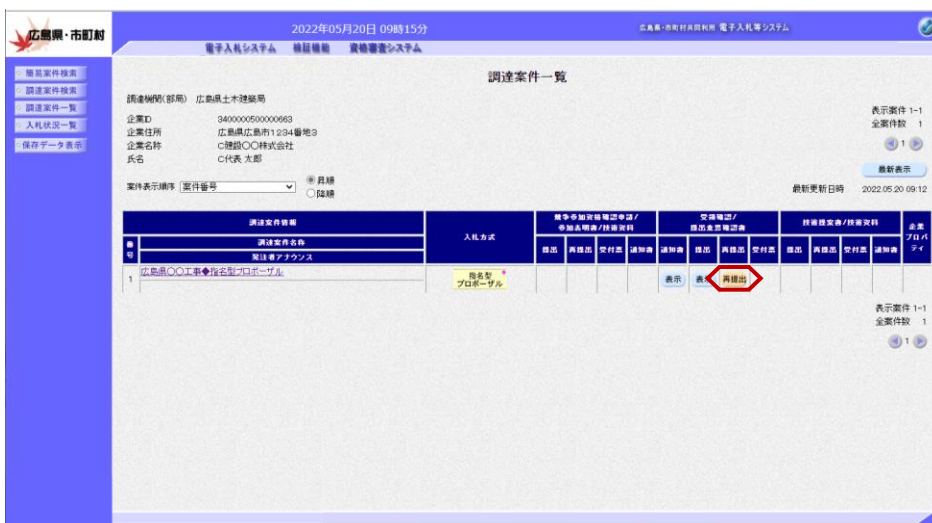 広島県・市町村
2022年05月20日 09時15分
広島県・市町村共同利用 電子入札等システム
電子入札システム 検証機能 資格審査システム
簡易案件検索
調達案件検索
調達案件一覧
入札状況一覧
保存データ表示
調達案件一覧
調達機関(部局) 広島県土木建築局
企業ID 3400000500000663
企業住所 広島県広島市1234番地3
企業名称 C建設〇〇株式会社
氏名 C代表 太郎
案件表示順序 案件番号
昇順
降順
表示案件 1-1
全案件数 1
1
最新表示
最新更新日時 2022.05.20 09:12
調達案件情報
番号
調達案件名称
発注者アナウンス
入札方式
競争参加資格確認申請/
参加表明書/技術資料
受領確認/
提出意思確認書
技術提案書/技術資料
企業
プロパ
ティ
提出 再提出 受付票 通知書 通知書 提出 再提出 受付票 提出 再提出 受付票 通知書
1 広島県〇〇工事◆指名型プロポーザル
指名型
プロポーザル
表示 表示 再提出
表示案件 1-1
全案件数 1
1